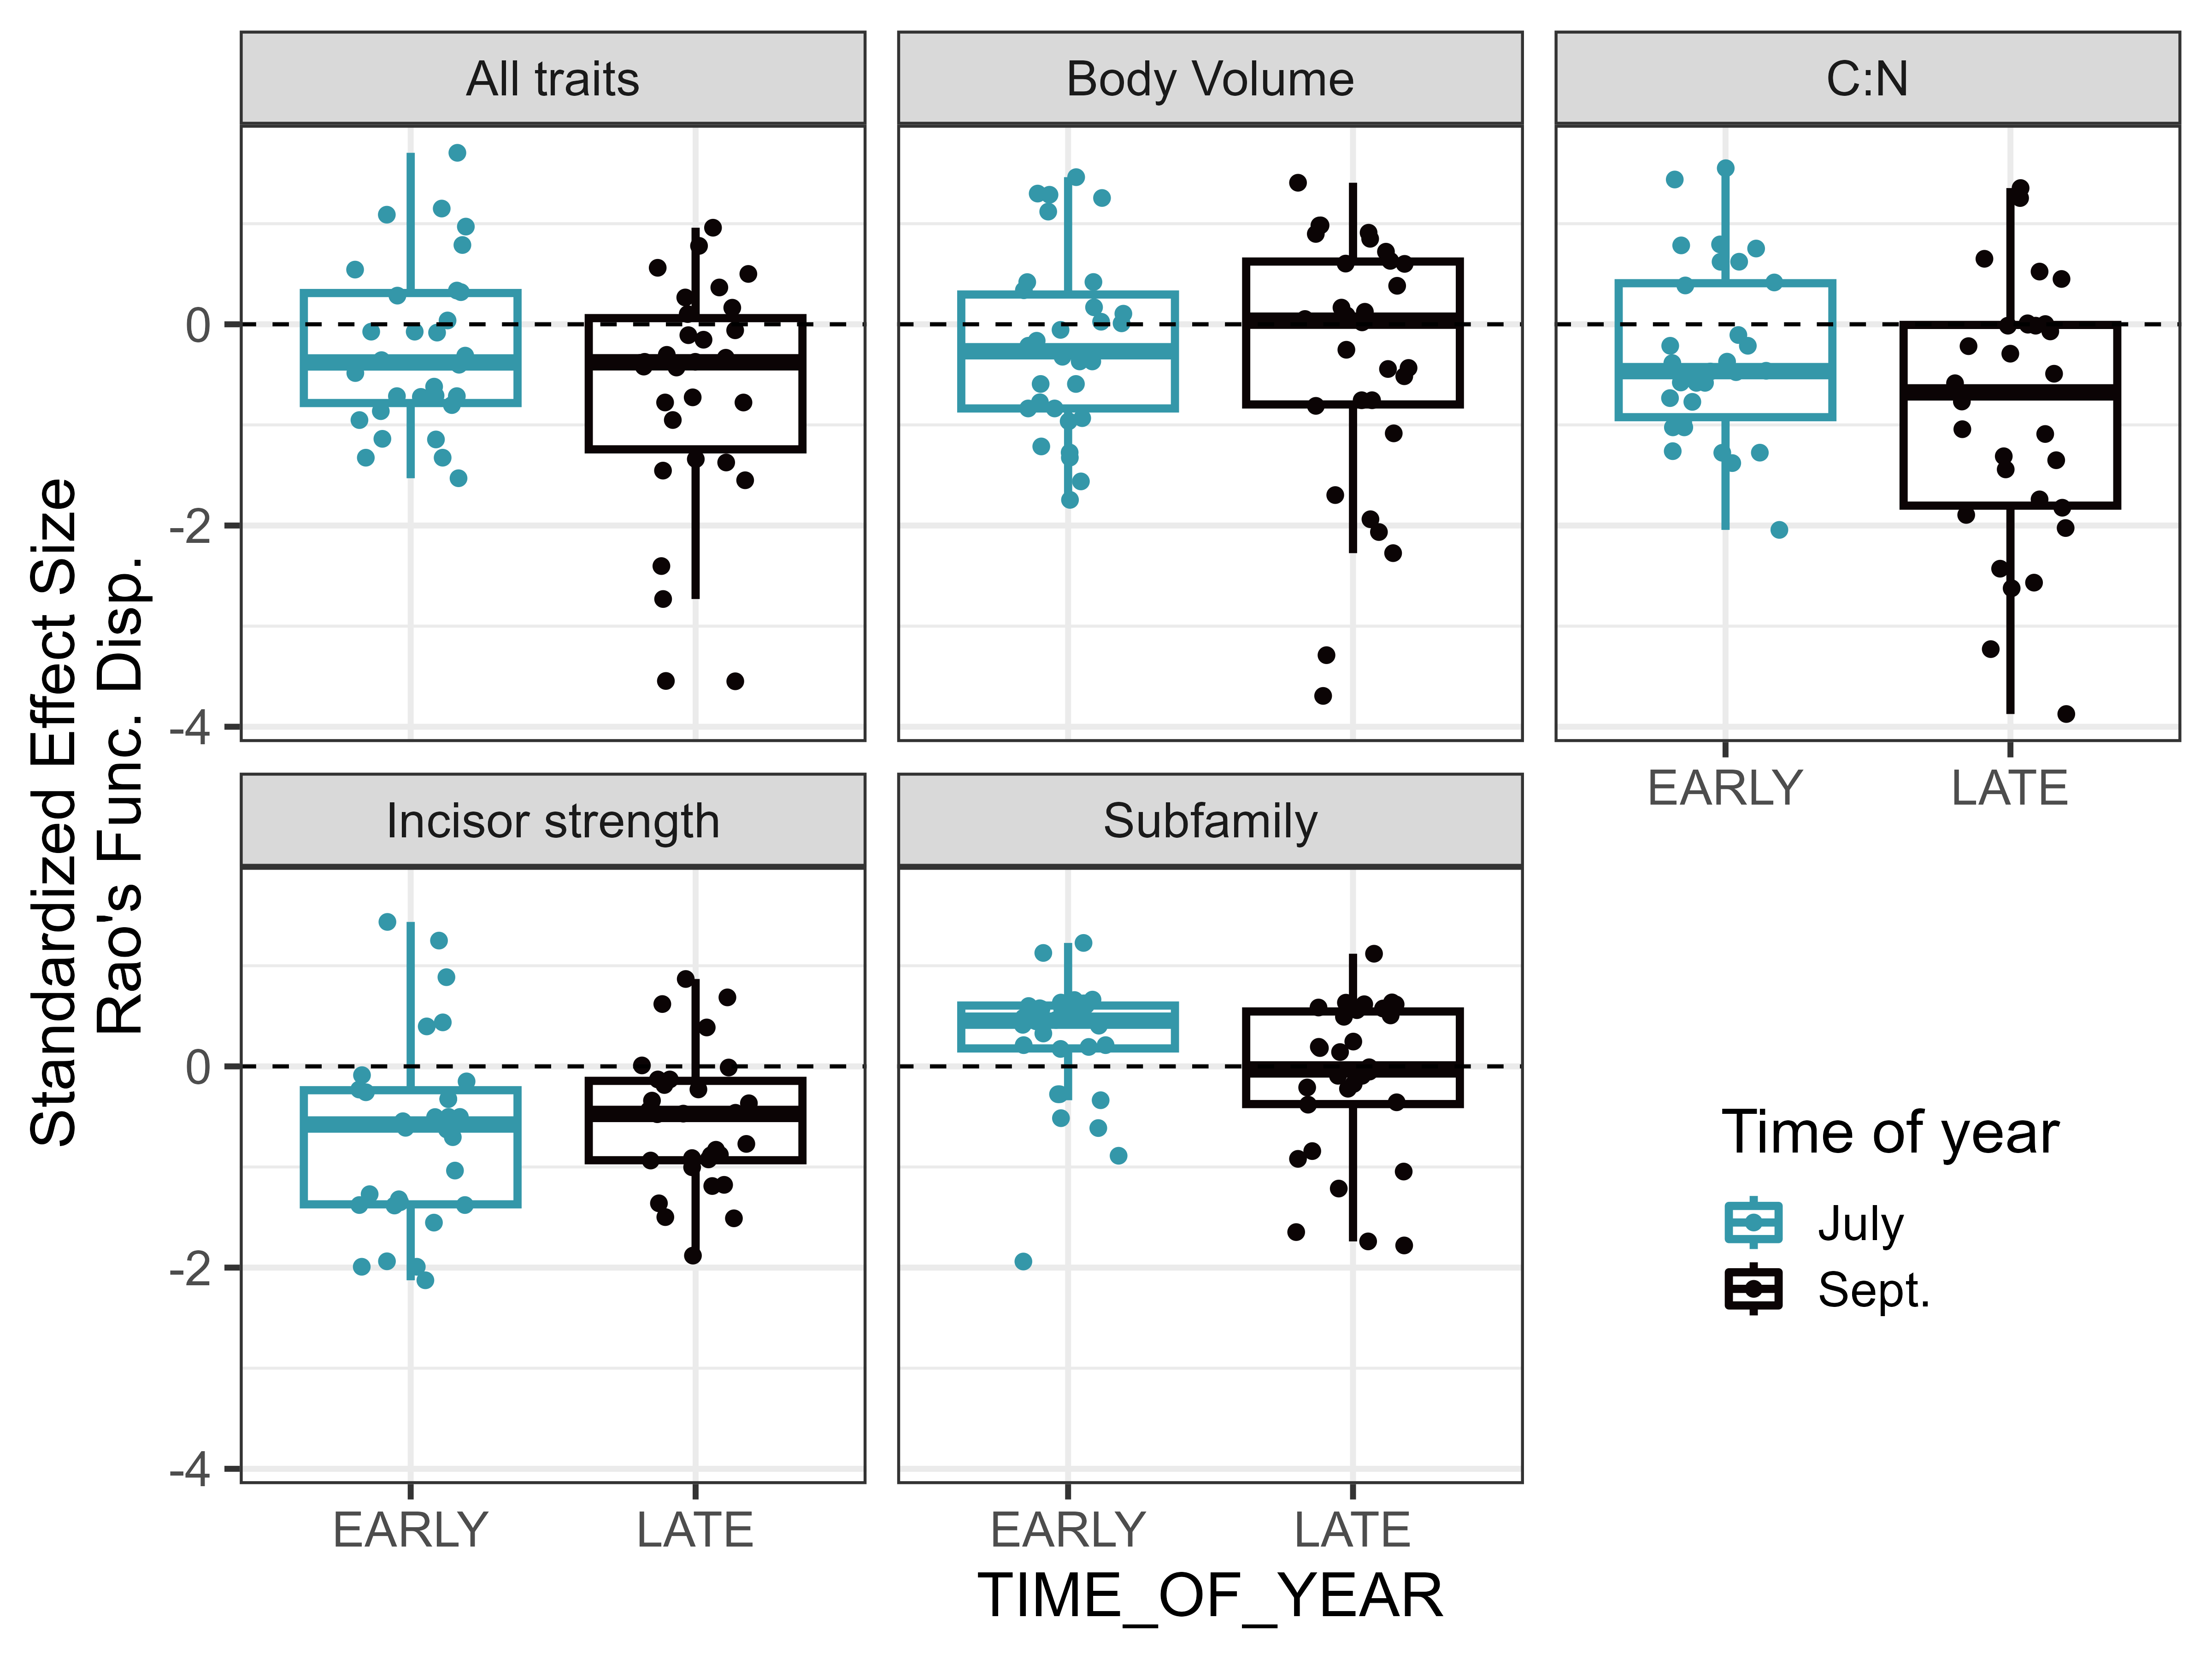 All traits
Body Volume
C:N
0
-2
-4
EARLY
LATE
Standardized Effect Size
Rao's Func. Disp.
Incisor strength
Subfamily
0
-2
-4
EARLY
LATE
EARLY
LATE
TIME_OF_YEAR
Time of year
July
Sept.